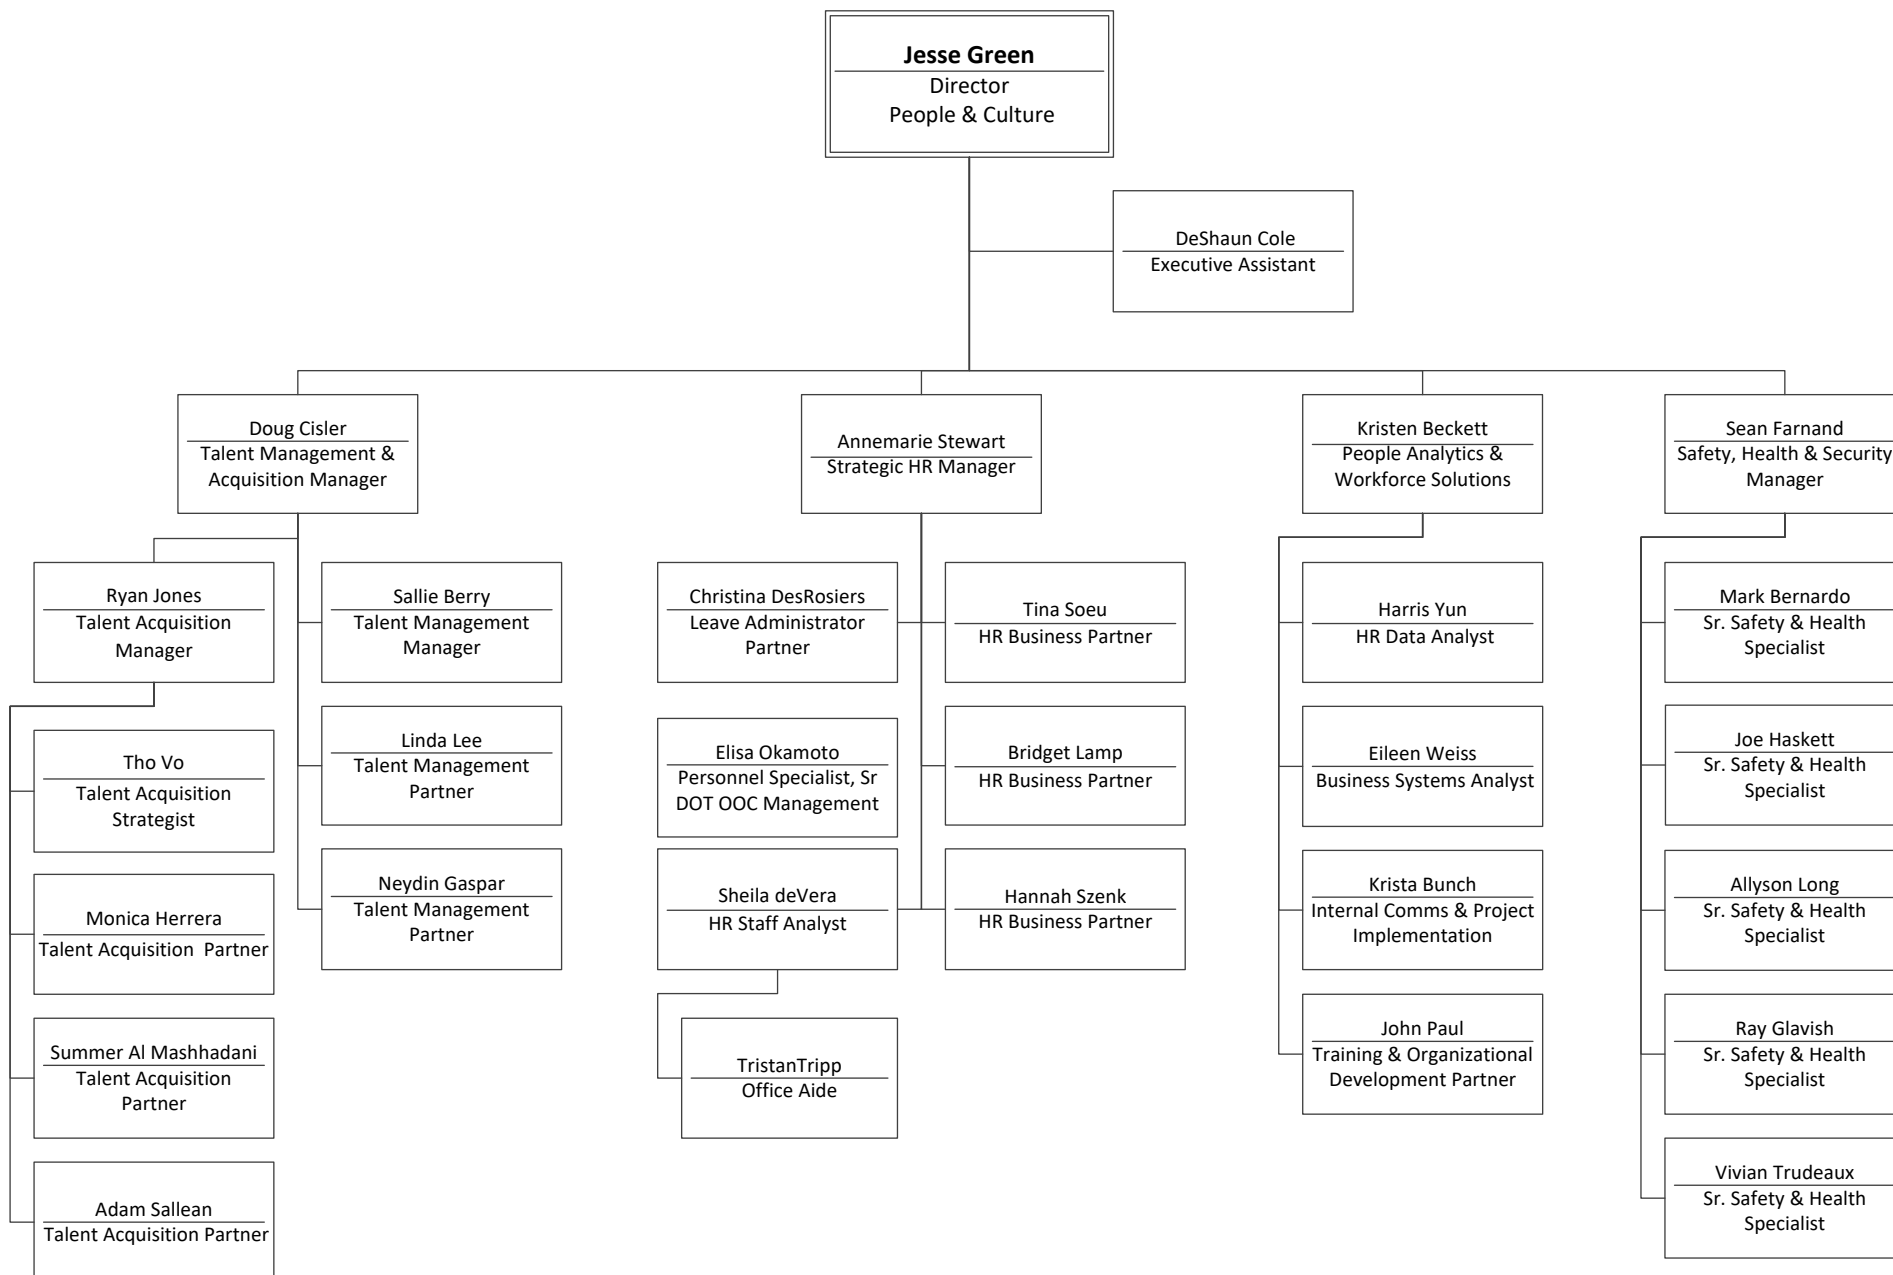 Jesse Green
Director
People & Culture
DeShaun Cole
Executive Assistant
Doug Cisler
Talent Management &
Acquisition Manager
Annemarie Stewart
Strategic HR Manager
Kristen Beckett
People Analytics &
Workforce Solutions
Sean Farnand
Safety, Health & Security
Manager
Ryan Jones
Talent Acquisition
Manager
Sallie Berry
Talent Management
Manager
Christina DesRosiers
Leave Administrator
Partner
Tina Soeu
HR Business Partner
Harris Yun
HR Data Analyst
Mark Bernardo
Sr. Safety & Health
Specialist
Tho Vo
Talent Acquisition
Strategist
Linda Lee
Talent Management
Partner
Elisa Okamoto
Personnel Specialist, Sr
DOT OOC Management
Bridget Lamp
HR Business Partner
Eileen Weiss
Business Systems Analyst
Joe Haskett
Sr. Safety & Health
Specialist
Monica Herrera
Talent Acquisition  Partner
Neydin Gaspar
Talent Management
Partner
Sheila deVera
HR Staff Analyst
Hannah Szenk
HR Business Partner
Krista Bunch
Internal Comms & Project
Implementation
Allyson Long
Sr. Safety & Health
Specialist
Summer Al Mashhadani
Talent Acquisition
Partner
TristanTripp
Office Aide
John Paul
Training & Organizational
Development Partner
Ray Glavish
Sr. Safety & Health
Specialist
Adam Sallean
Talent Acquisition Partner
Vivian Trudeaux
Sr. Safety & Health
Specialist